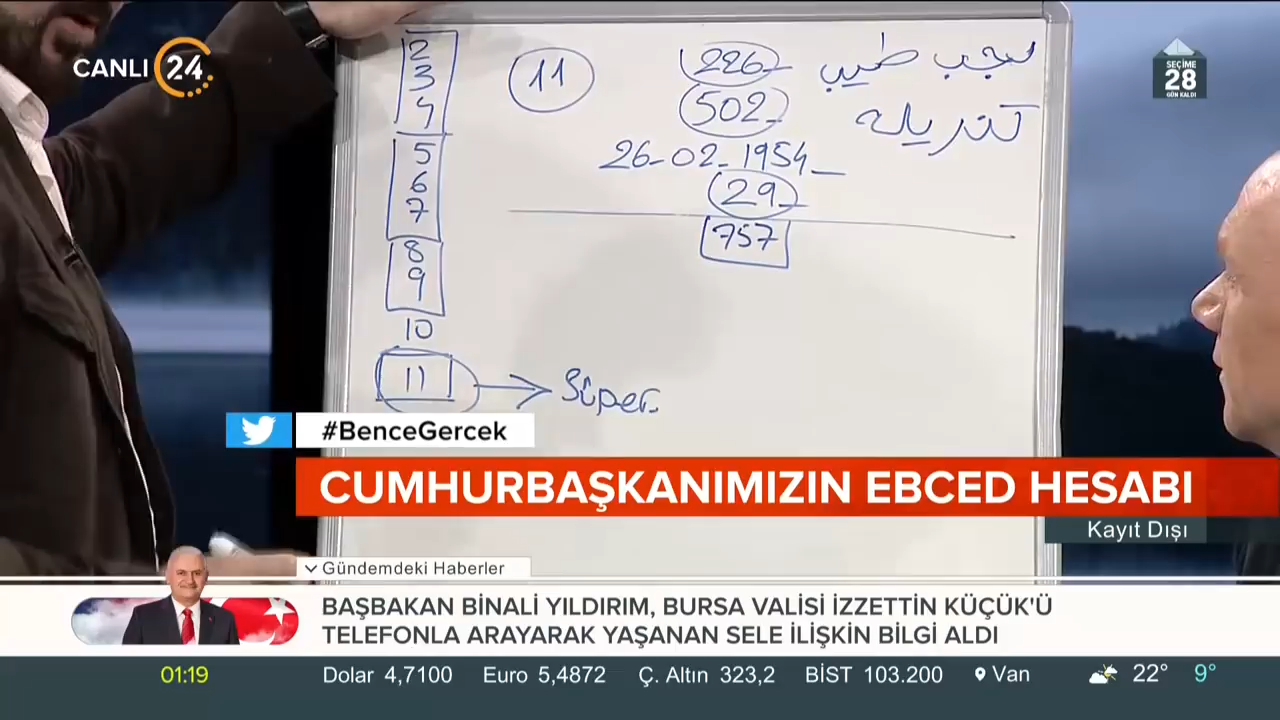 CANLI 24
SEÇİME
28
GÜN KALDI
2
3
4
5
6
7
8
9
10
11 → Süper.
11
226-
طيب
502-
26-02-1954-
29-
757
#BenceGercek
CUMHURBAŞKANIMIZIN EBCED HESABI
Kayıt Dışı
Gündemdeki Haberler
BAŞBAKAN BİNALİ YILDIRIM, BURSA VALİSİ İZZETTİN KÜÇÜK'Ü
TELEFONLA ARAYARAK YAŞANAN SELE İLİŞKİN BİLGİ ALDI
01:19 Dolar 4,7100 Euro 5,4872 Ç. Altın 323,2 BİST 103.200 Van 22° 9°